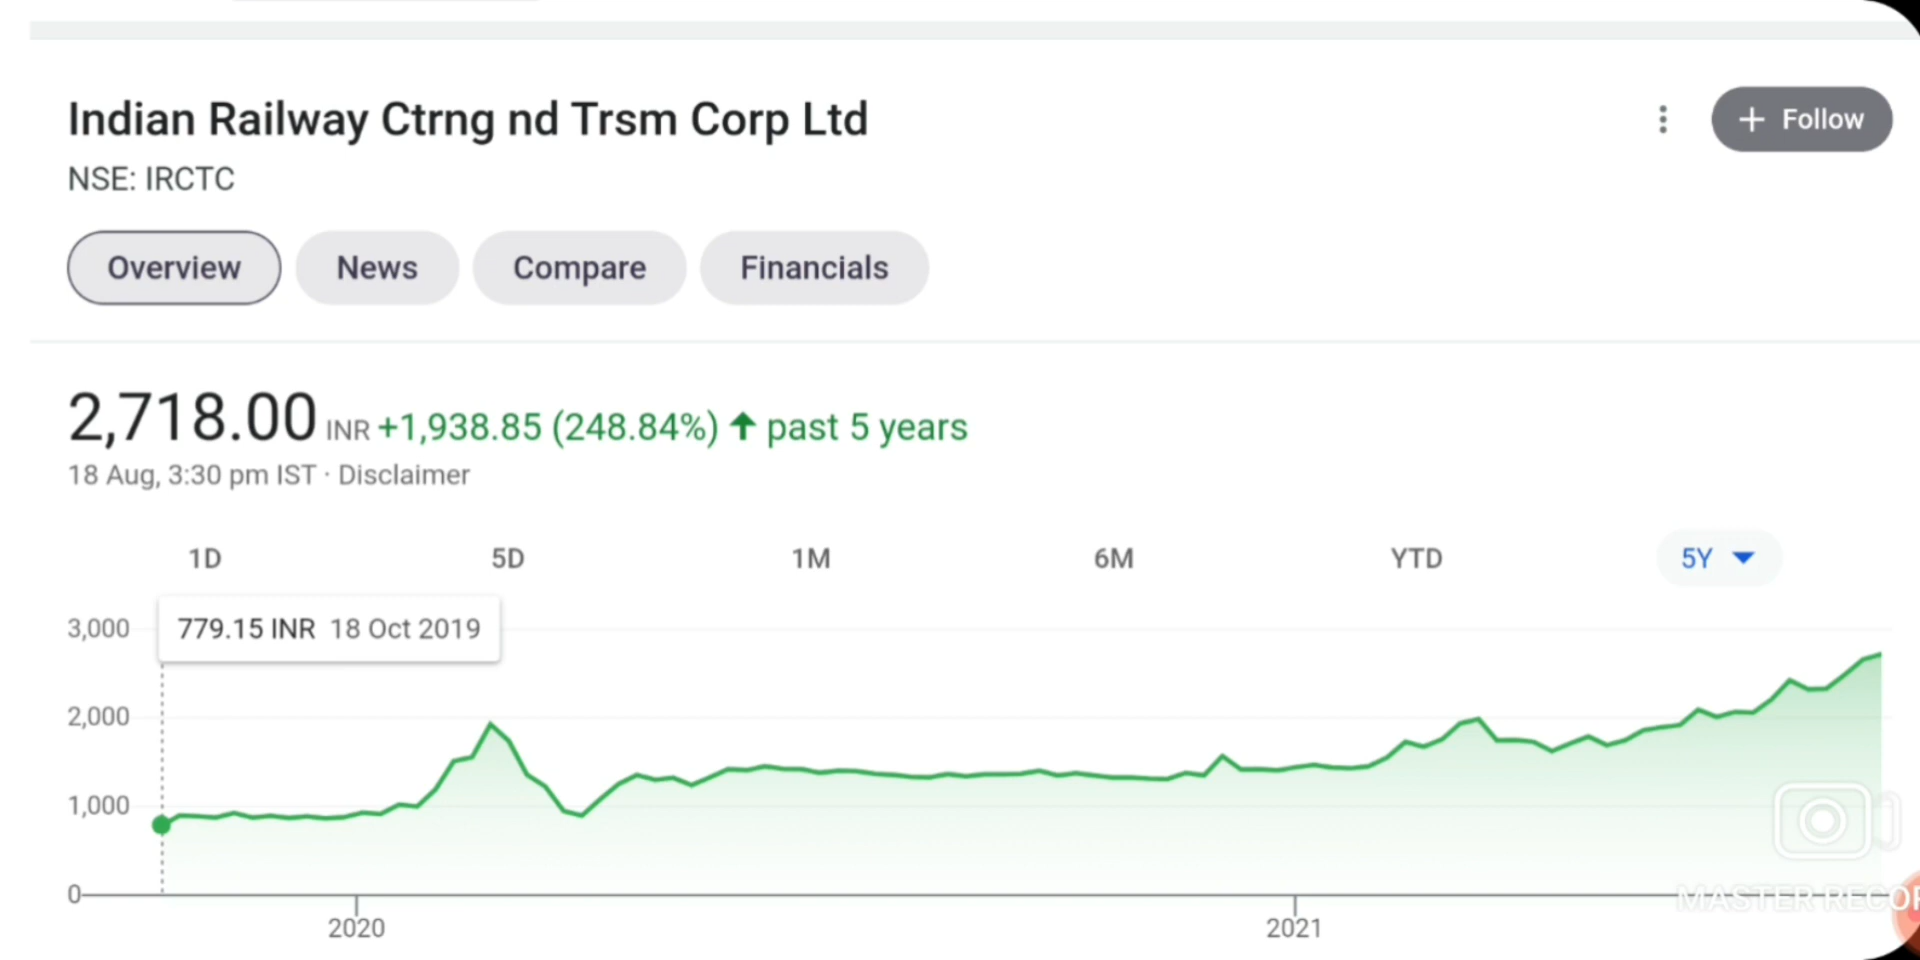 Indian Railway Ctrng nd Trsm Corp Ltd
+ Follow
NSE: IRCTC
Overview News Compare Financials
2,718.00 INR +1,938.85 (248.84%) ↑ past 5 years
18 Aug, 3:30 pm IST · Disclaimer
1D 5D 1M 6M YTD 5Y
779.15 INR 18 Oct 2019
3,000
2,000
1,000
0
2020 2021
MASTER RECOR